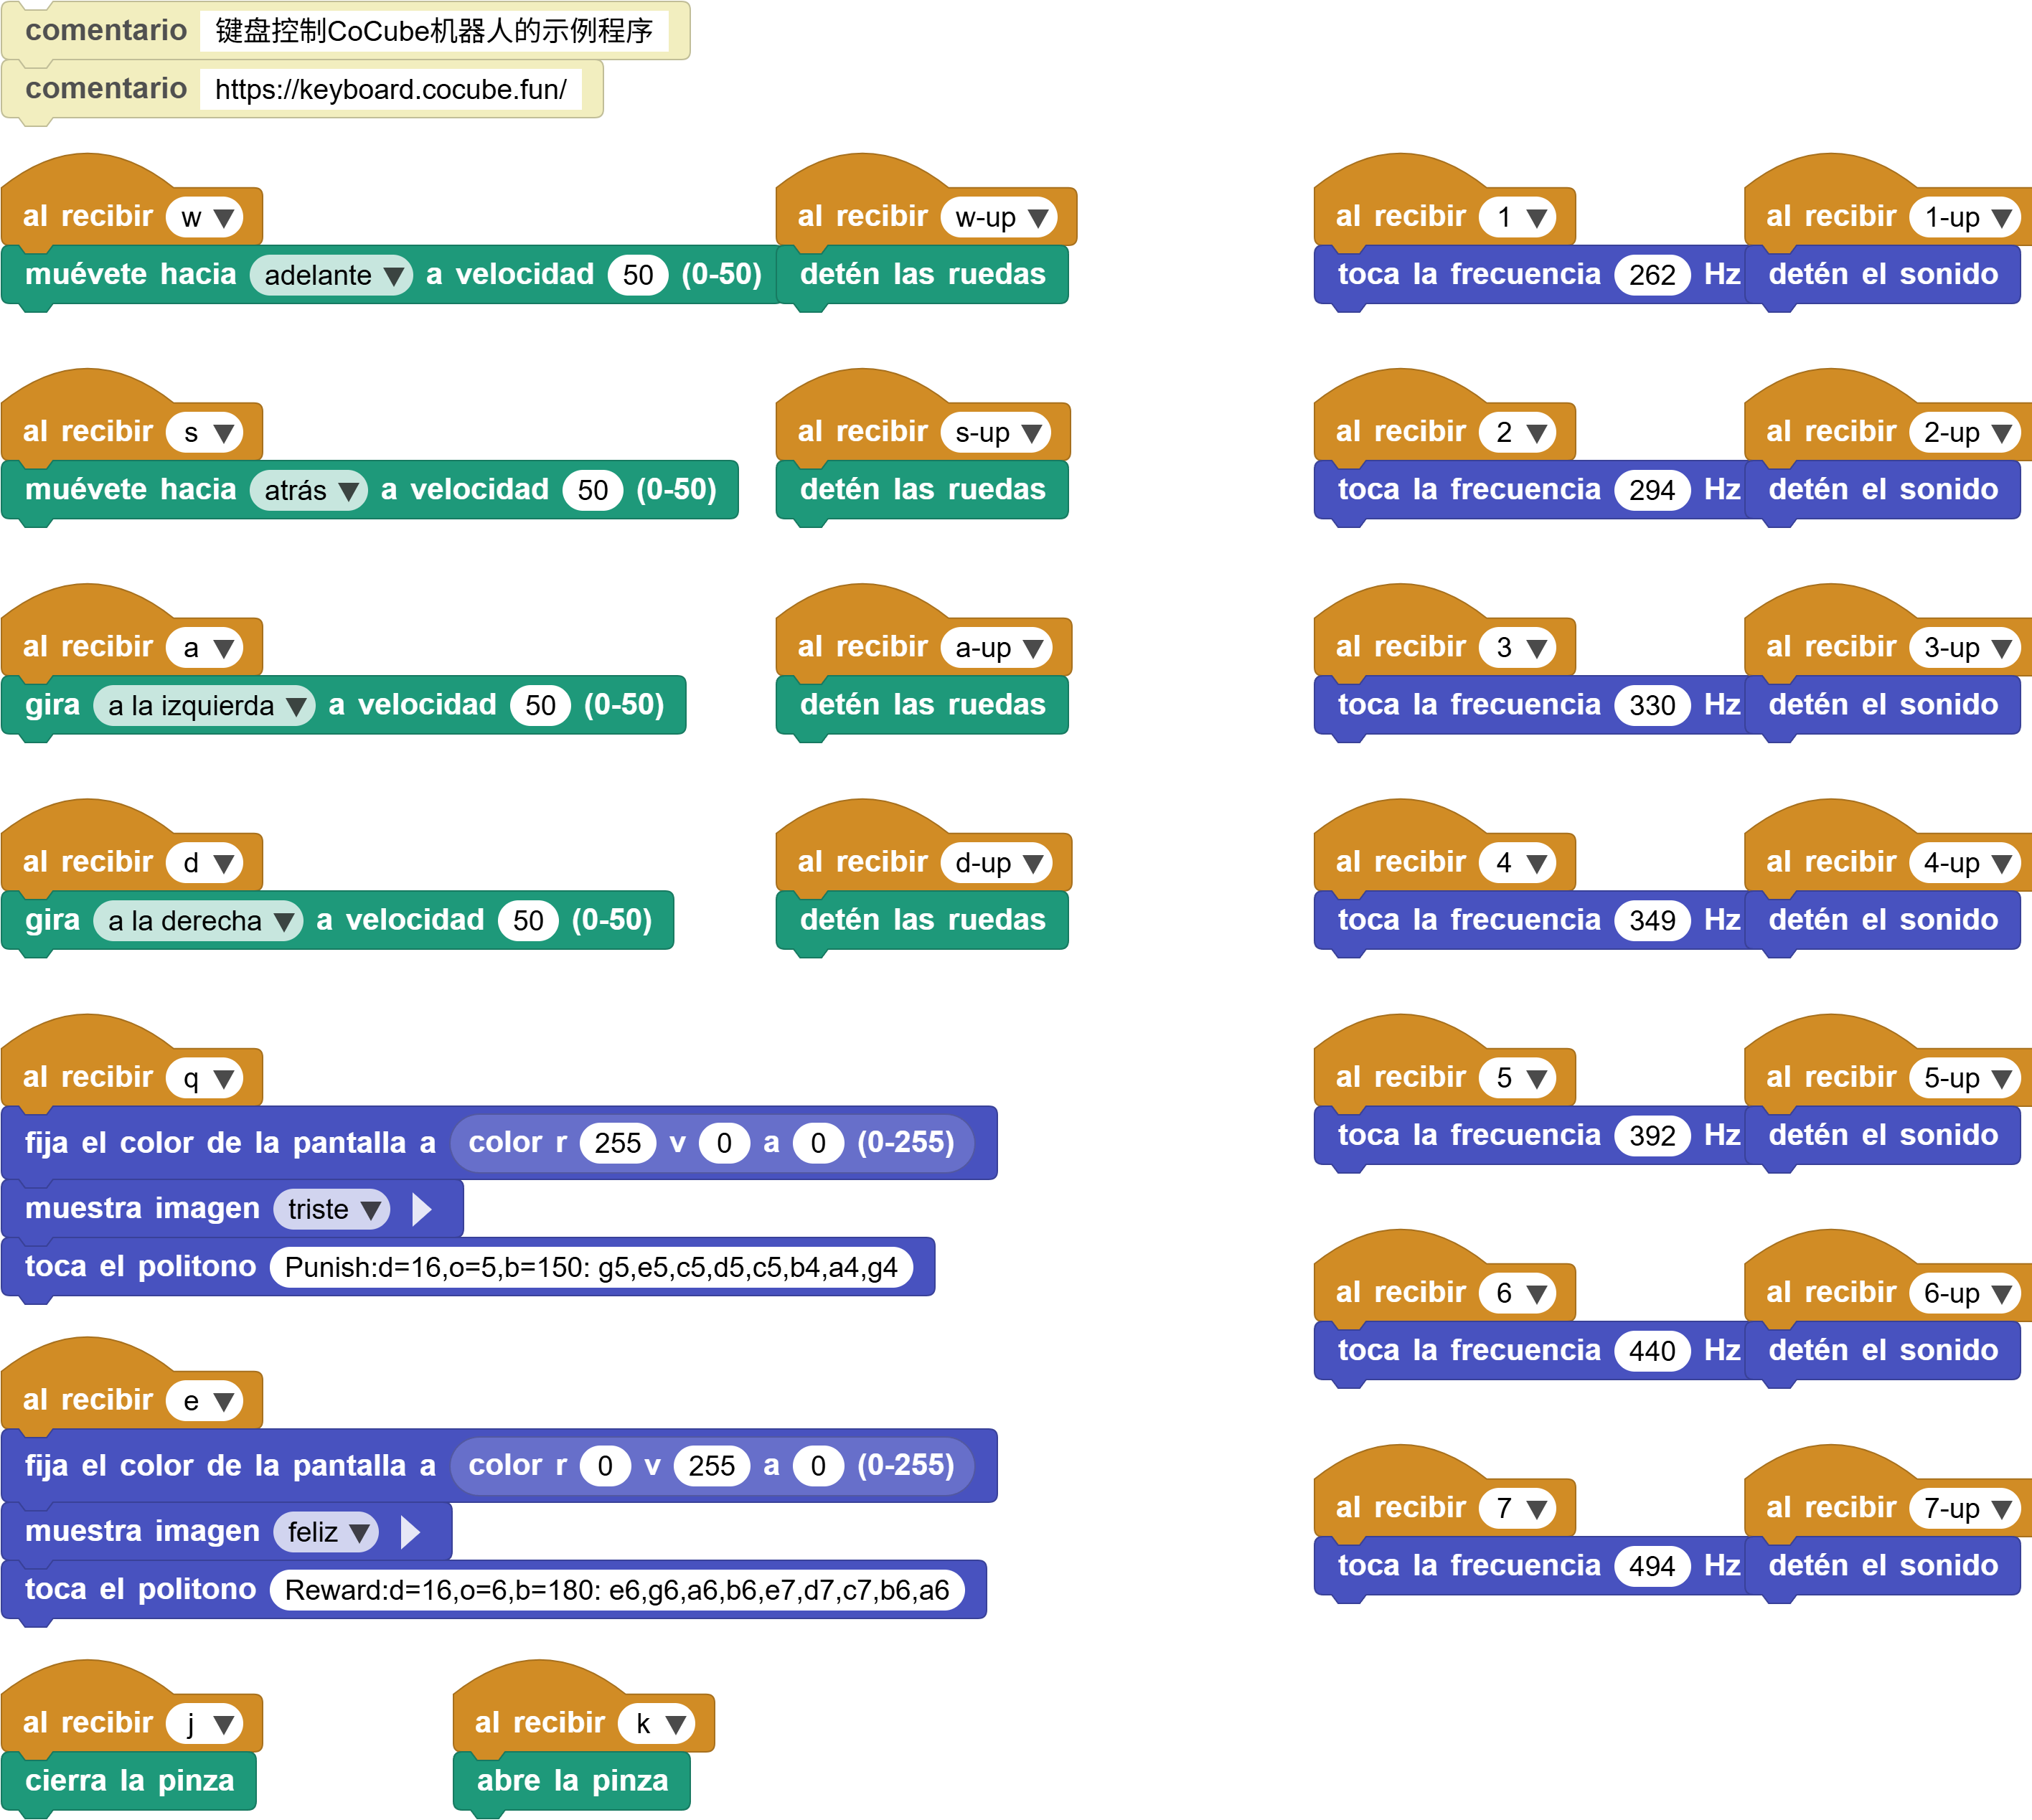 comentario 键盘控制CoCube机器人的示例程序
comentario https://keyboard.cocube.fun/
al recibir w
muévete hacia adelante a velocidad 50 (0-50)
al recibir w-up
detén las ruedas
al recibir 1
toca la frecuencia 262 Hz
al recibir 1-up
detén el sonido
al recibir s
muévete hacia atrás a velocidad 50 (0-50)
al recibir s-up
detén las ruedas
al recibir 2
toca la frecuencia 294 Hz
al recibir 2-up
detén el sonido
al recibir a
gira a la izquierda a velocidad 50 (0-50)
al recibir a-up
detén las ruedas
al recibir 3
toca la frecuencia 330 Hz
al recibir 3-up
detén el sonido
al recibir d
gira a la derecha a velocidad 50 (0-50)
al recibir d-up
detén las ruedas
al recibir 4
toca la frecuencia 349 Hz
al recibir 4-up
detén el sonido
al recibir q
fija el color de la pantalla a color r 255 v 0 a 0 (0-255)
muestra imagen triste
toca el politono Punish:d=16,o=5,b=150: g5,e5,c5,d5,c5,b4,a4,g4
al recibir 5
toca la frecuencia 392 Hz
al recibir 5-up
detén el sonido
al recibir 6
toca la frecuencia 440 Hz
al recibir 6-up
detén el sonido
al recibir e
fija el color de la pantalla a color r 0 v 255 a 0 (0-255)
muestra imagen feliz
toca el politono Reward:d=16,o=6,b=180: e6,g6,a6,b6,e7,d7,c7,b6,a6
al recibir 7
toca la frecuencia 494 Hz
al recibir 7-up
detén el sonido
al recibir j
cierra la pinza
al recibir k
abre la pinza